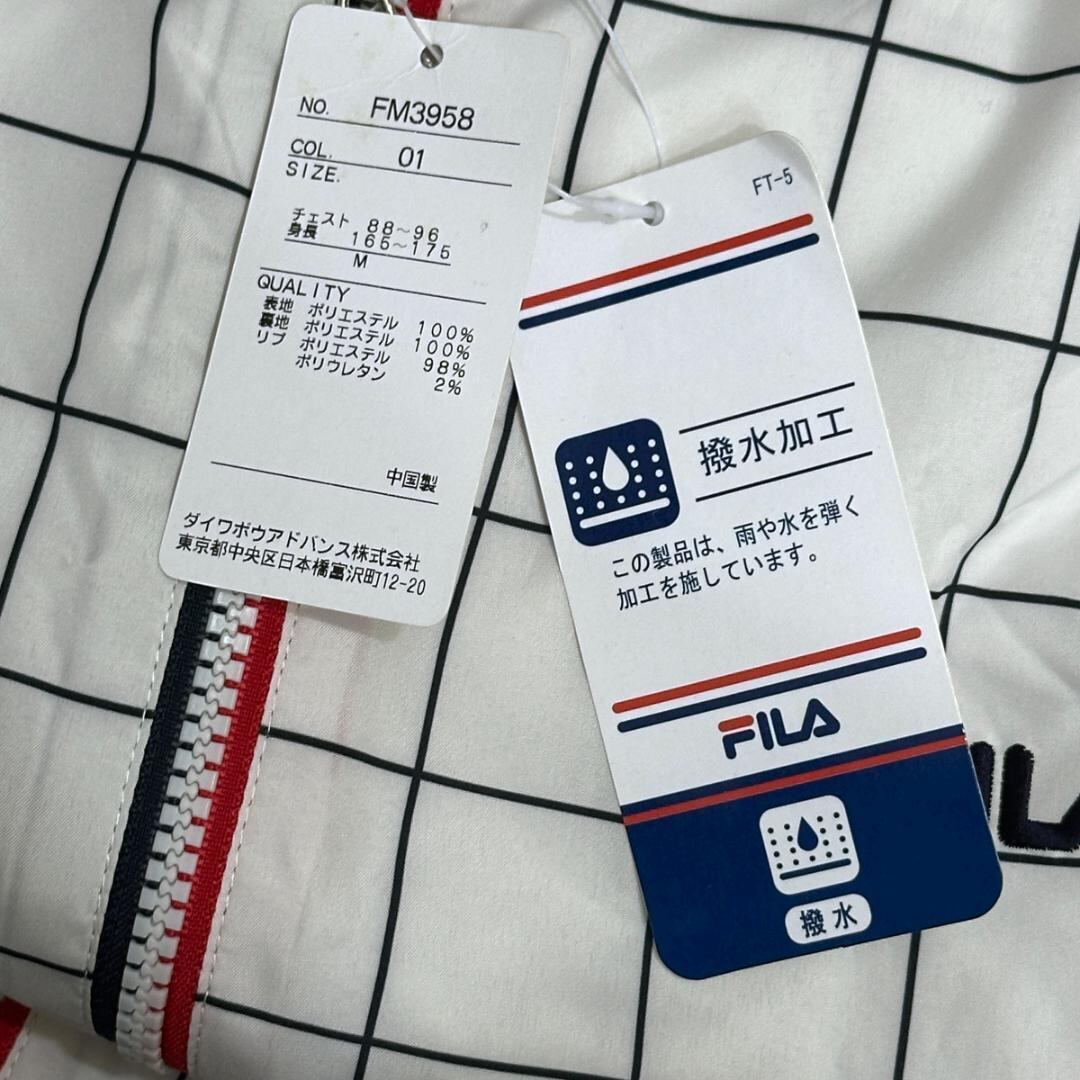 NO. FM3958
COL. 01
SIZE.
チェスト 88~96
身長 165~175
M
QUALITY
表地 ポリエステル 100%
裏地 ポリエステル 100%
リブ ポリエステル 98%
ポリウレタン 2%
中国製
ダイワボウアドバンス株式会社
東京都中央区日本橋富沢町12-20
FT-5
撥水加工
この製品は、雨や水を弾く
加工を施しています。
FILA
撥水